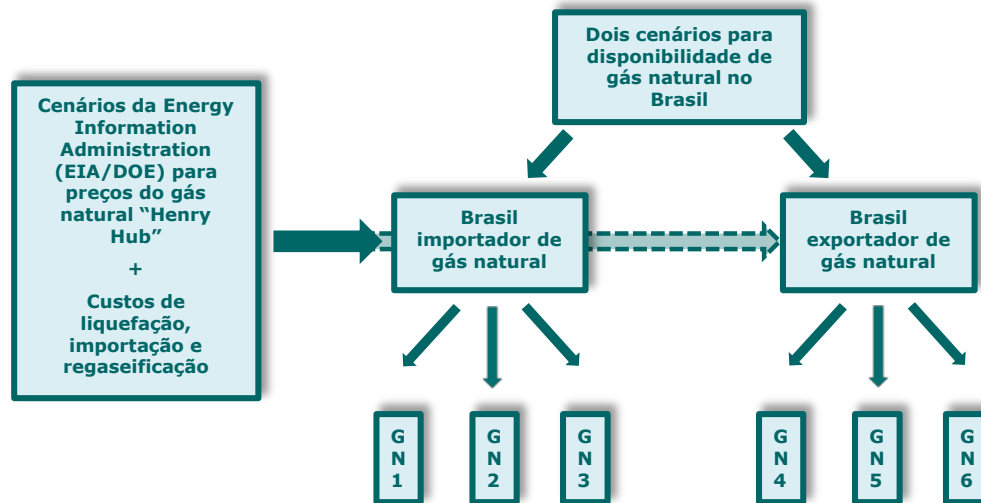 Dois cenários para
disponibilidade de
gás natural no
Brasil
Cenários da Energy
Information
Administration
(EIA/DOE) para
preços do gás
natural “Henry
Hub”
+
Custos de
liquefação,
importação e
regaseificação
Brasil
importador de
gás natural
Brasil
exportador de
gás natural
G
N
1
G
N
2
G
N
3
G
N
4
G
N
5
G
N
6